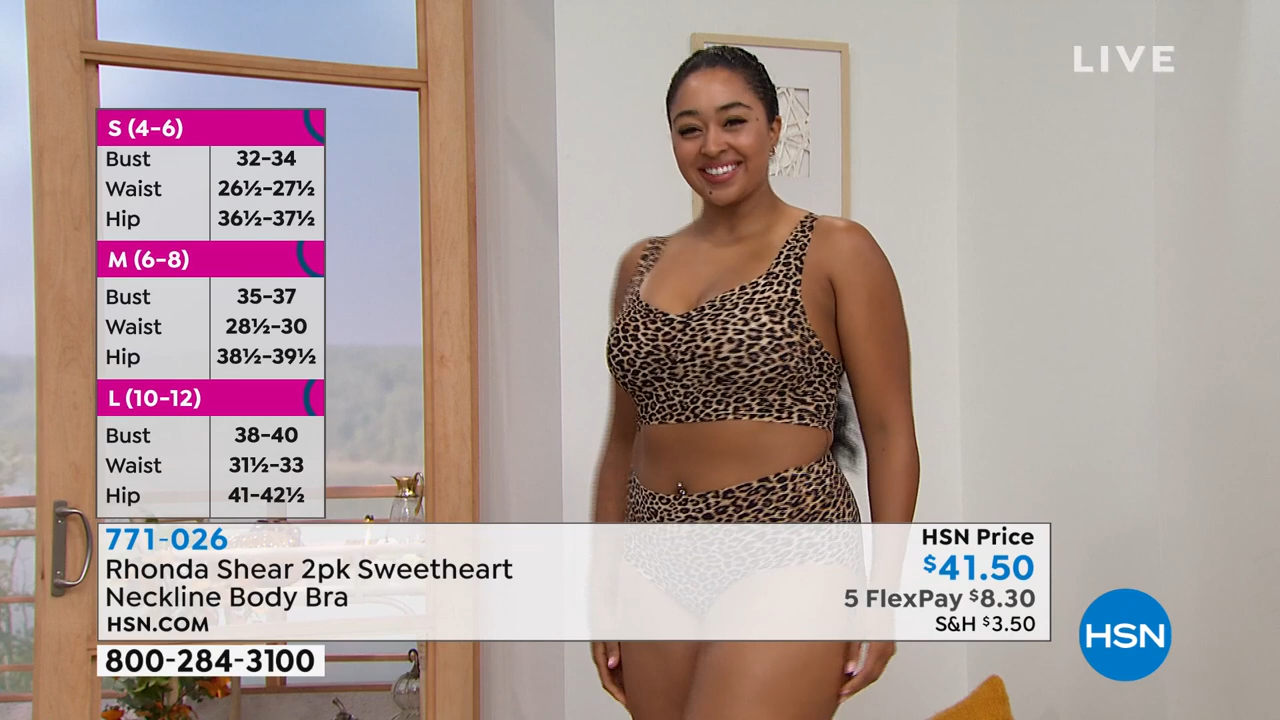 LIVE
S (4-6)
Bust 32-34
Waist 26½-27½
Hip 36½-37½
M (6-8)
Bust 35-37
Waist 28½-30
Hip 38½-39½
L (10-12)
Bust 38-40
Waist 31½-33
Hip 41-42½
771-026
Rhonda Shear 2pk Sweetheart
Neckline Body Bra
HSN.COM
HSN Price
$41.50
5 FlexPay $8.30
S&H $3.50
800-284-3100
HSN